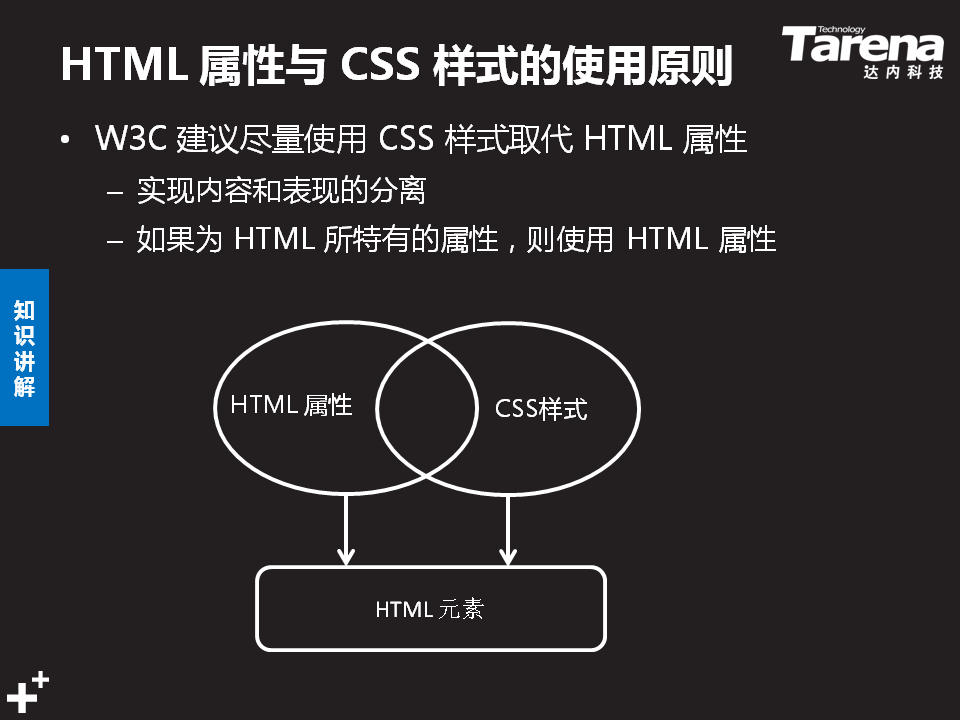 HTML 属性与 CSS 样式的使用原则
Technology
Tarena
达内科技
• W3C 建议尽量使用 CSS 样式取代 HTML 属性
– 实现内容和表现的分离
– 如果为 HTML 所特有的属性，则使用 HTML 属性
知识讲解
HTML 属性
CSS样式
HTML 元素